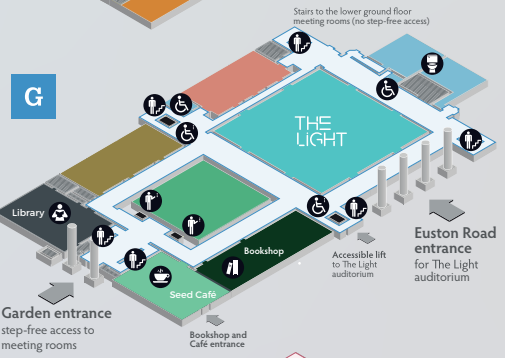 Stairs to the lower ground floor
meeting rooms (no step-free access)
G
THE
LiGHT
Library
Bookshop
Seed Café
Euston Road
entrance
for The Light
auditorium
Accessible lift
to The Light
auditorium
Garden entrance
step-free access to
meeting rooms
Bookshop and
Café entrance